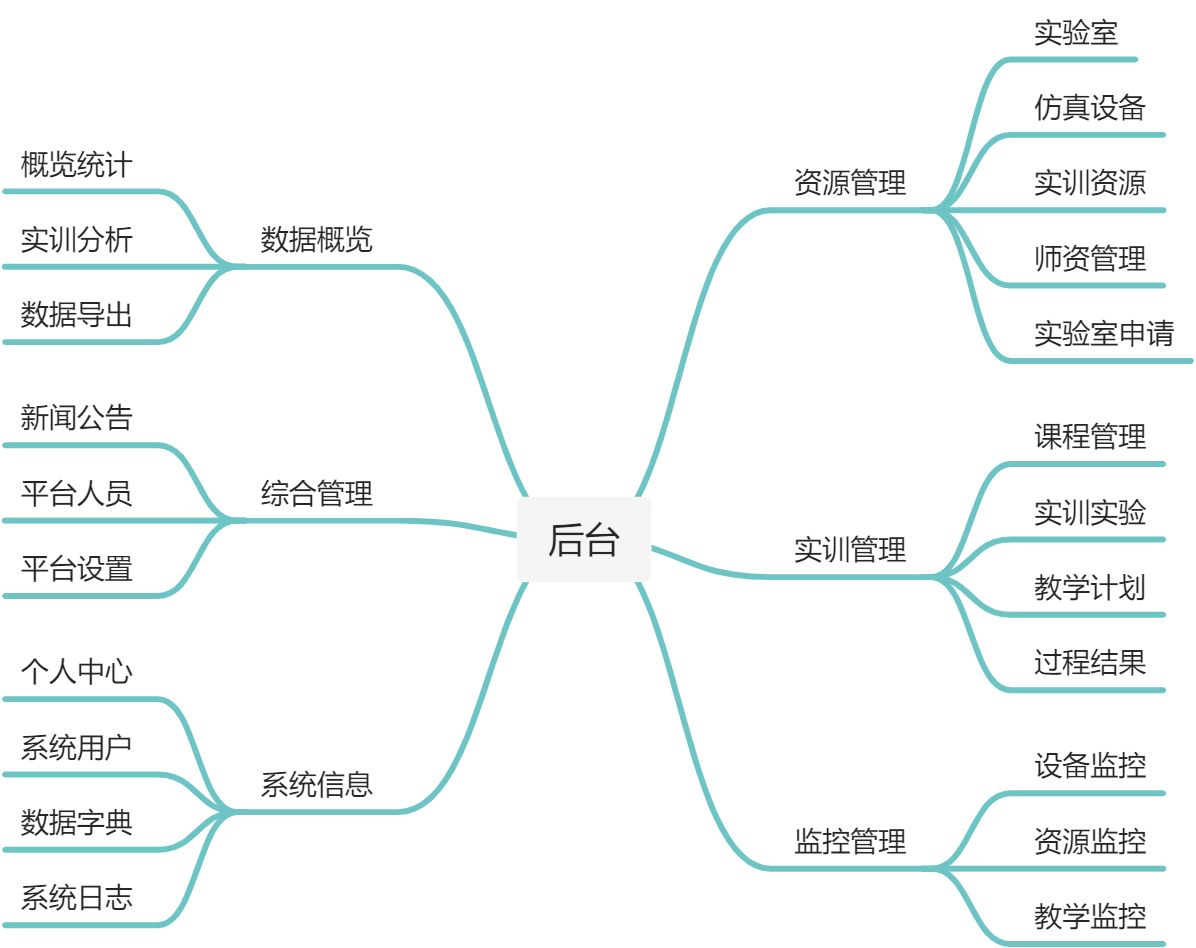 后台
资源管理
实验室
仿真设备
实训资源
师资管理
实验室申请
实训管理
课程管理
实训实验
教学计划
过程结果
监控管理
设备监控
资源监控
教学监控
数据概览
概览统计
实训分析
数据导出
综合管理
新闻公告
平台人员
平台设置
系统信息
个人中心
系统用户
数据字典
系统日志